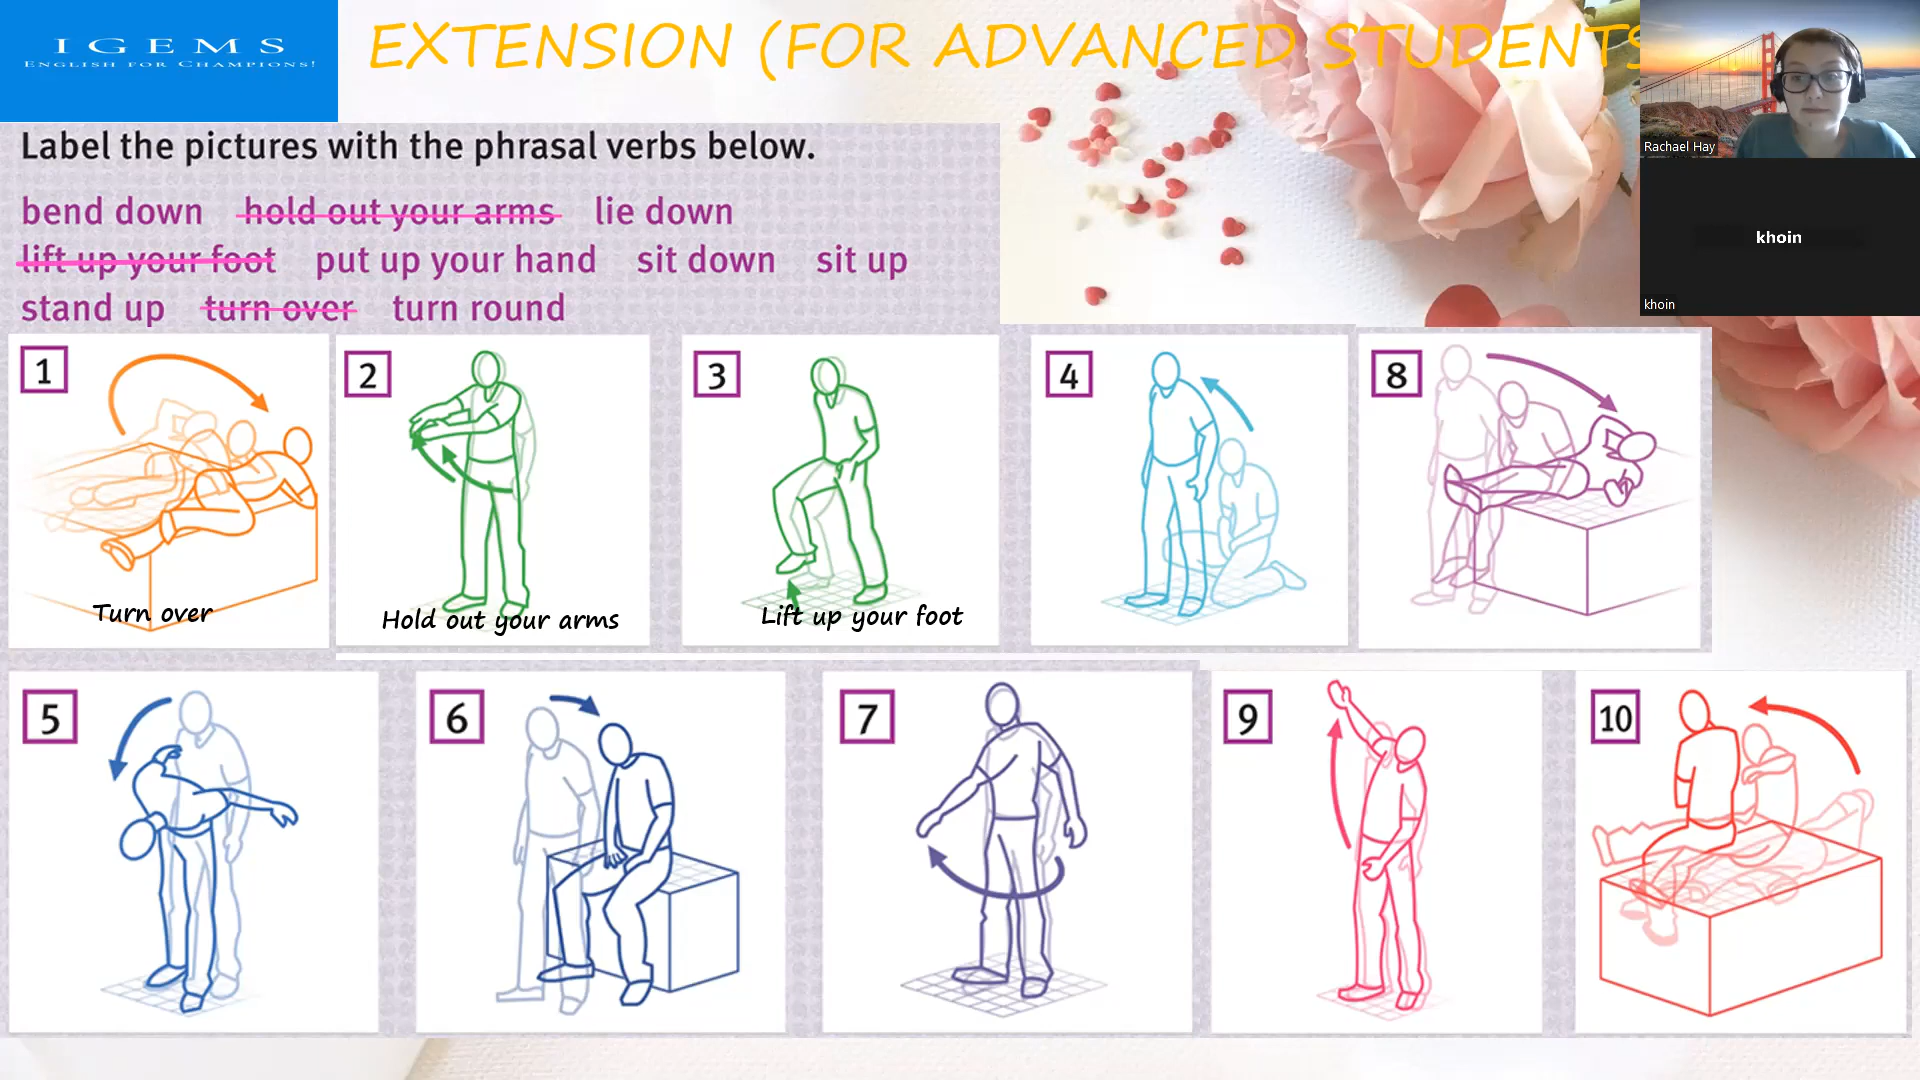 IGEMS
ENGLISH FOR CHAMPIONS!
EXTENSION (FOR ADVANCED STUDENTS
Rachael Hay
khoin
khoin
Label the pictures with the phrasal verbs below.
bend down hold out your arms lie down
lift up your foot put up your hand sit down sit up
stand up turn over turn round
1
2
3
4
8
Turn over
Hold out your arms
Lift up your foot
5
6
7
9
10